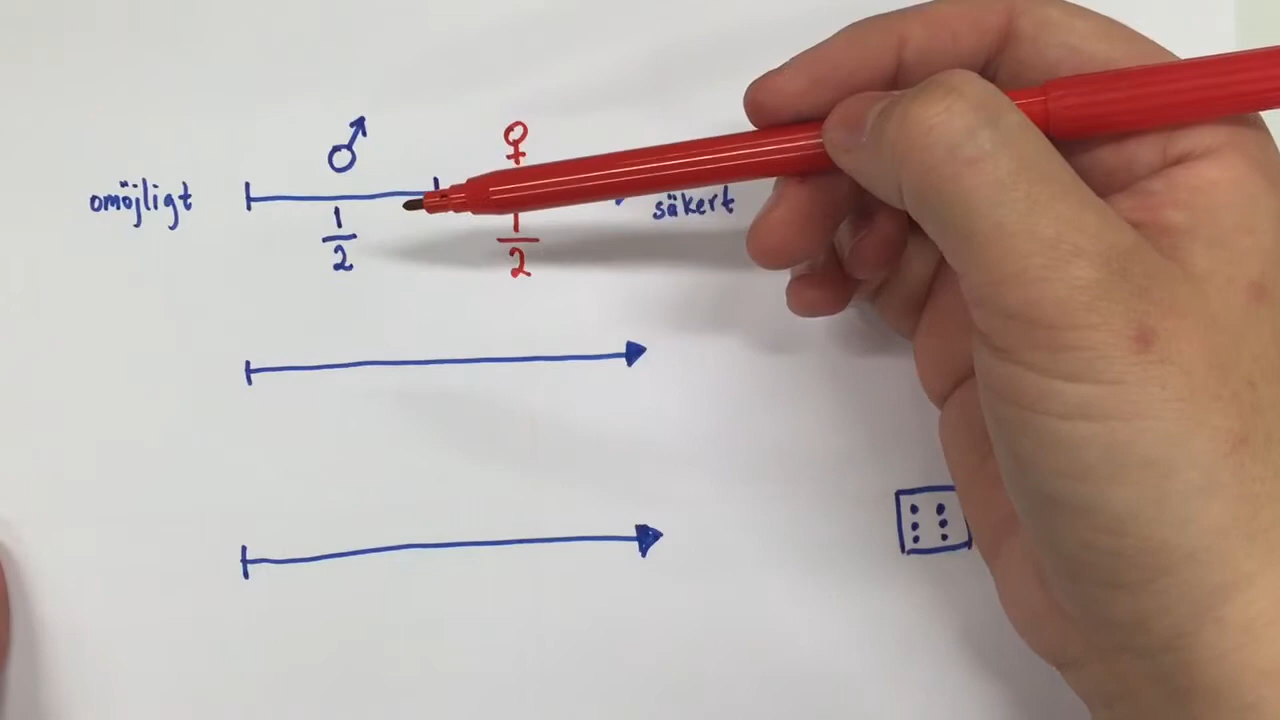 ♂ ♀
omöjligt säkert
1/2 1/2